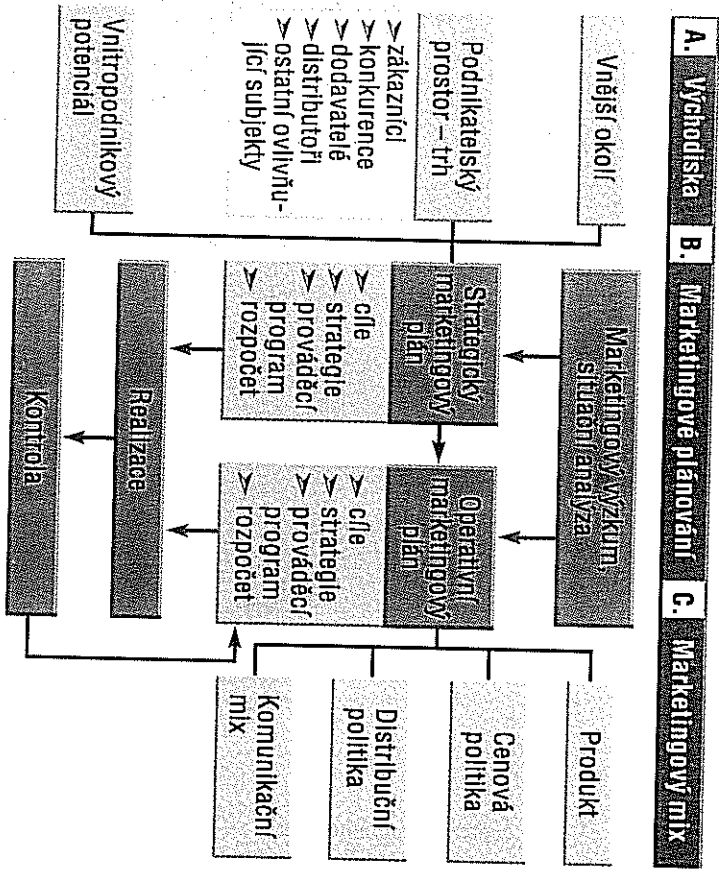 A. Východiska
B. Marketingové plánování
C. Marketingový mix
Vnější okolí
Podnikatelský
prostor – trh
➢ zákazníci
➢ konkurence
➢ dodavatelé
➢ distributoři
➢ ostatní ovlivňu-
jící subjekty
Vnitropodnikový
potenciál
Marketingový výzkum,
situační analýza
Strategický
marketingový
plán
➢ cíle
➢ strategie
➢ prováděcí
program
➢ rozpočet
Operativní
marketingový
plán
➢ cíle
➢ strategie
➢ prováděcí
program
➢ rozpočet
Realizace
Kontrola
Produkt
Cenová
politika
Distribuční
politika
Komunikační
mix